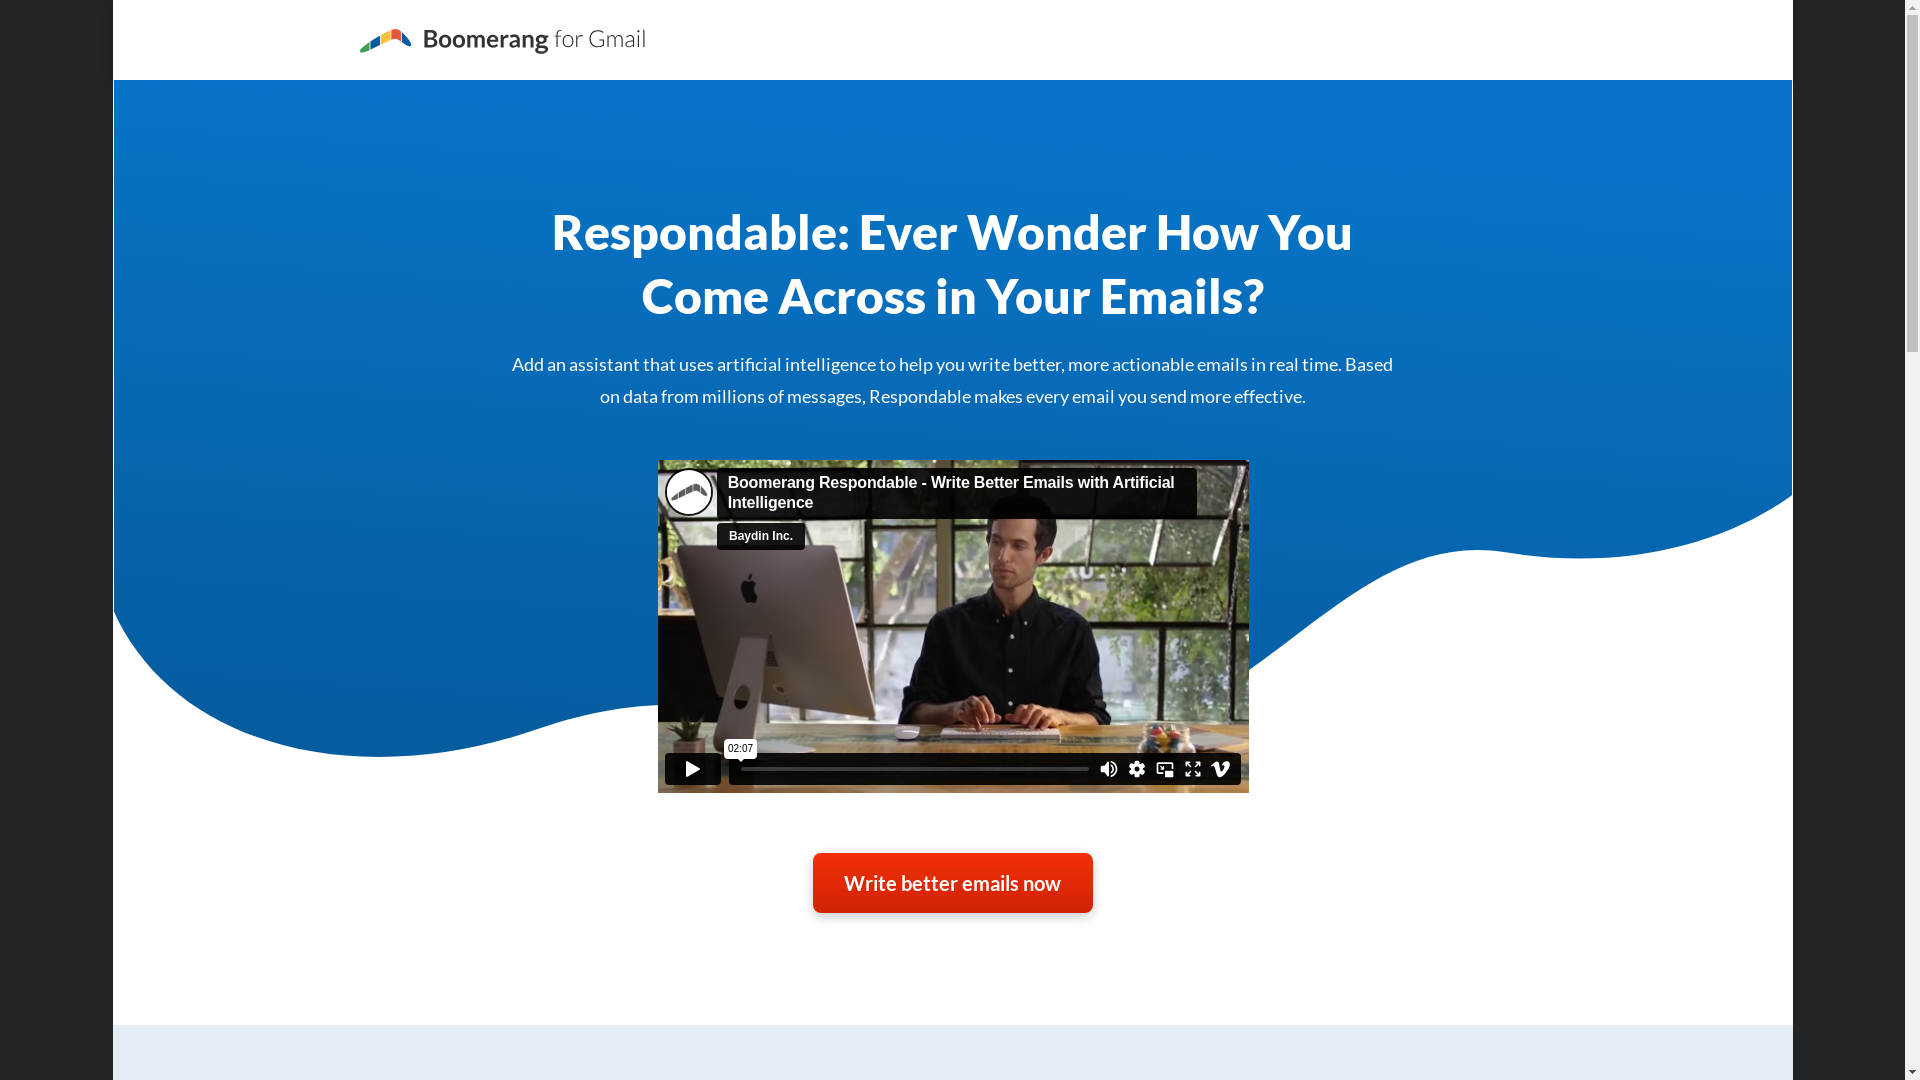 Boomerang for Gmail
Respondable: Ever Wonder How You
Come Across in Your Emails?
Add an assistant that uses artificial intelligence to help you write better, more actionable emails in real time. Based
on data from millions of messages, Respondable makes every email you send more effective.
Boomerang Respondable - Write Better Emails with Artificial
Intelligence
Baydin Inc.
02:07
Write better emails now